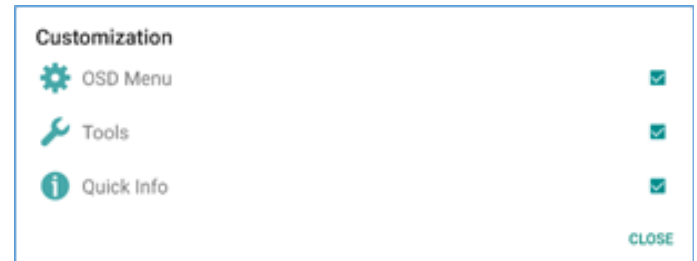 Customization
OSD Menu
Tools
Quick Info
CLOSE